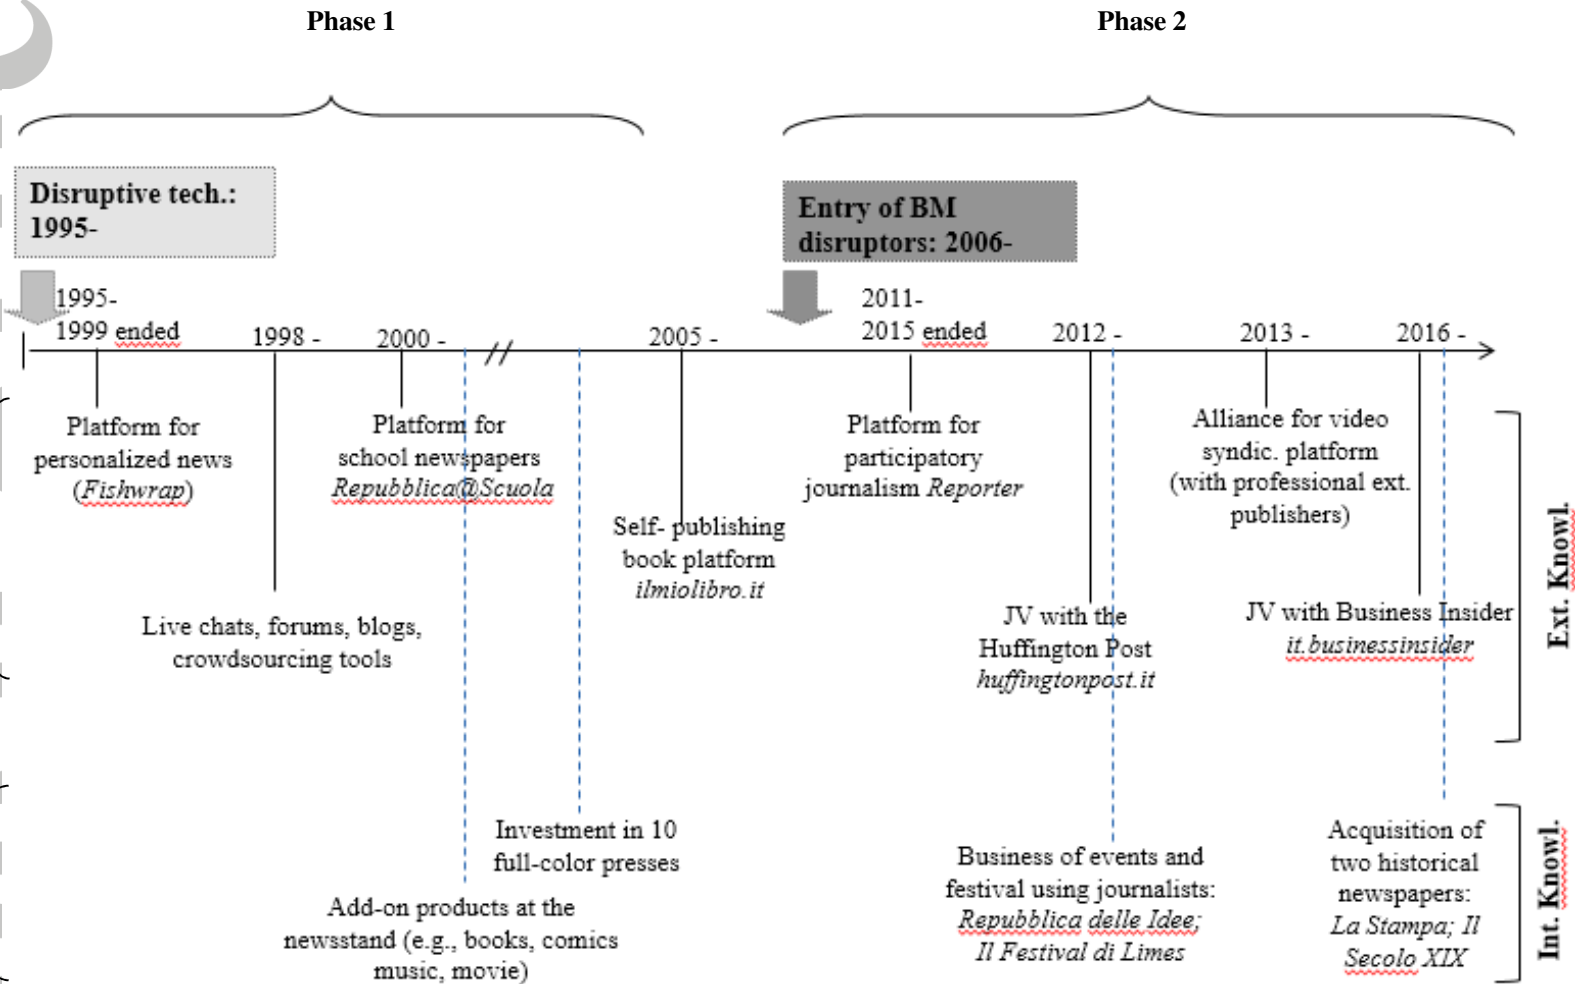 Phase 1
Phase 2
Disruptive tech.:
1995-
Entry of BM
disruptors: 2006-
1995-
1999 ended
1998 -
2000 -
2005 -
2011-
2015 ended
2012 -
2013 -
2016 -
Platform for
personalized news
(Fishwrap)
Platform for
school newspapers
Repubblica@Scuola
Self- publishing
book platform
ilmiolibro.it
Live chats, forums, blogs,
crowdsourcing tools
Platform for
participatory
journalism Reporter
Alliance for video
syndic. platform
(with professional ext.
publishers)
JV with the
Huffington Post
huffingtonpost.it
JV with Business Insider
it.businessinsider
Ext. Knowl.
Investment in 10
full-color presses
Add-on products at the
newsstand (e.g., books, comics
music, movie)
Business of events and
festival using journalists:
Repubblica delle Idee;
Il Festival di Limes
Acquisition of
two historical
newspapers:
La Stampa; Il
Secolo XIX
Int. Knowl.